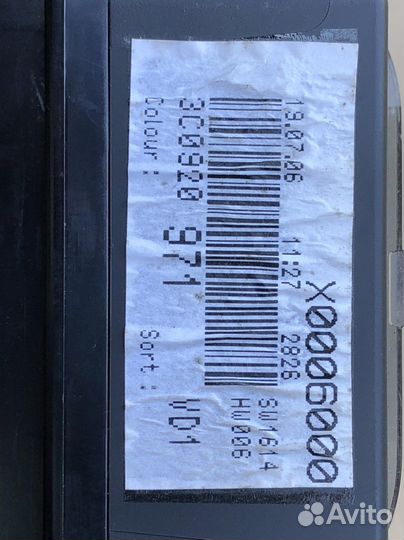 X0006000
19.07.06 11:27 2826
SW1614
HW006
3C0920 971 VD1
Colour: Sort:
Avito